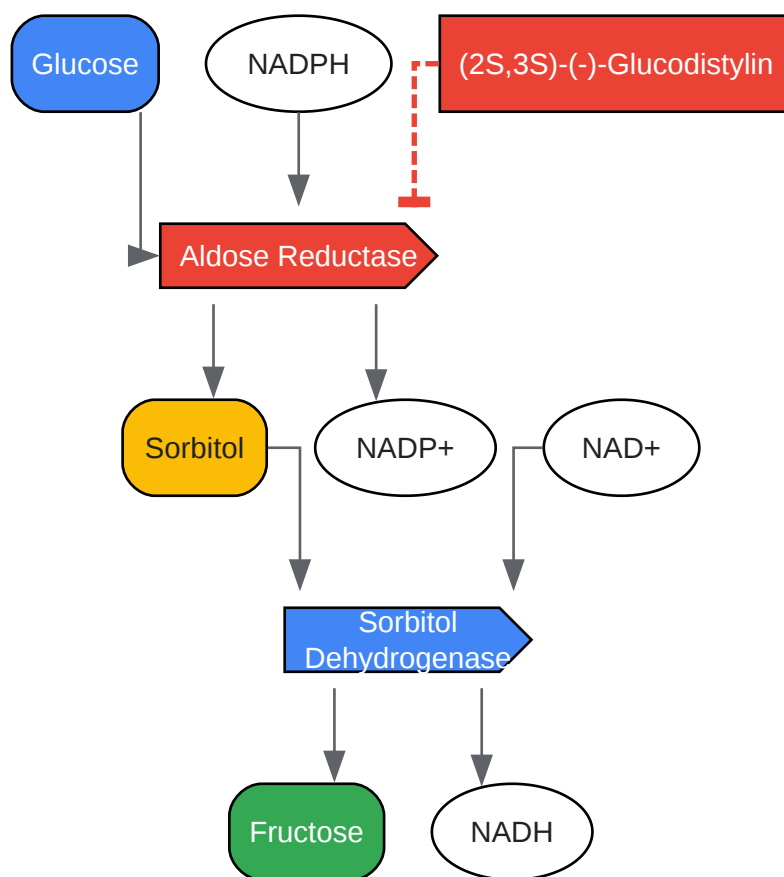 Glucose
NADPH
(2S,3S)-(-)-Glucodistylin
Aldose Reductase
Sorbitol
NADP+
NAD+
Sorbitol
Dehydrogenase
Fructose
NADH